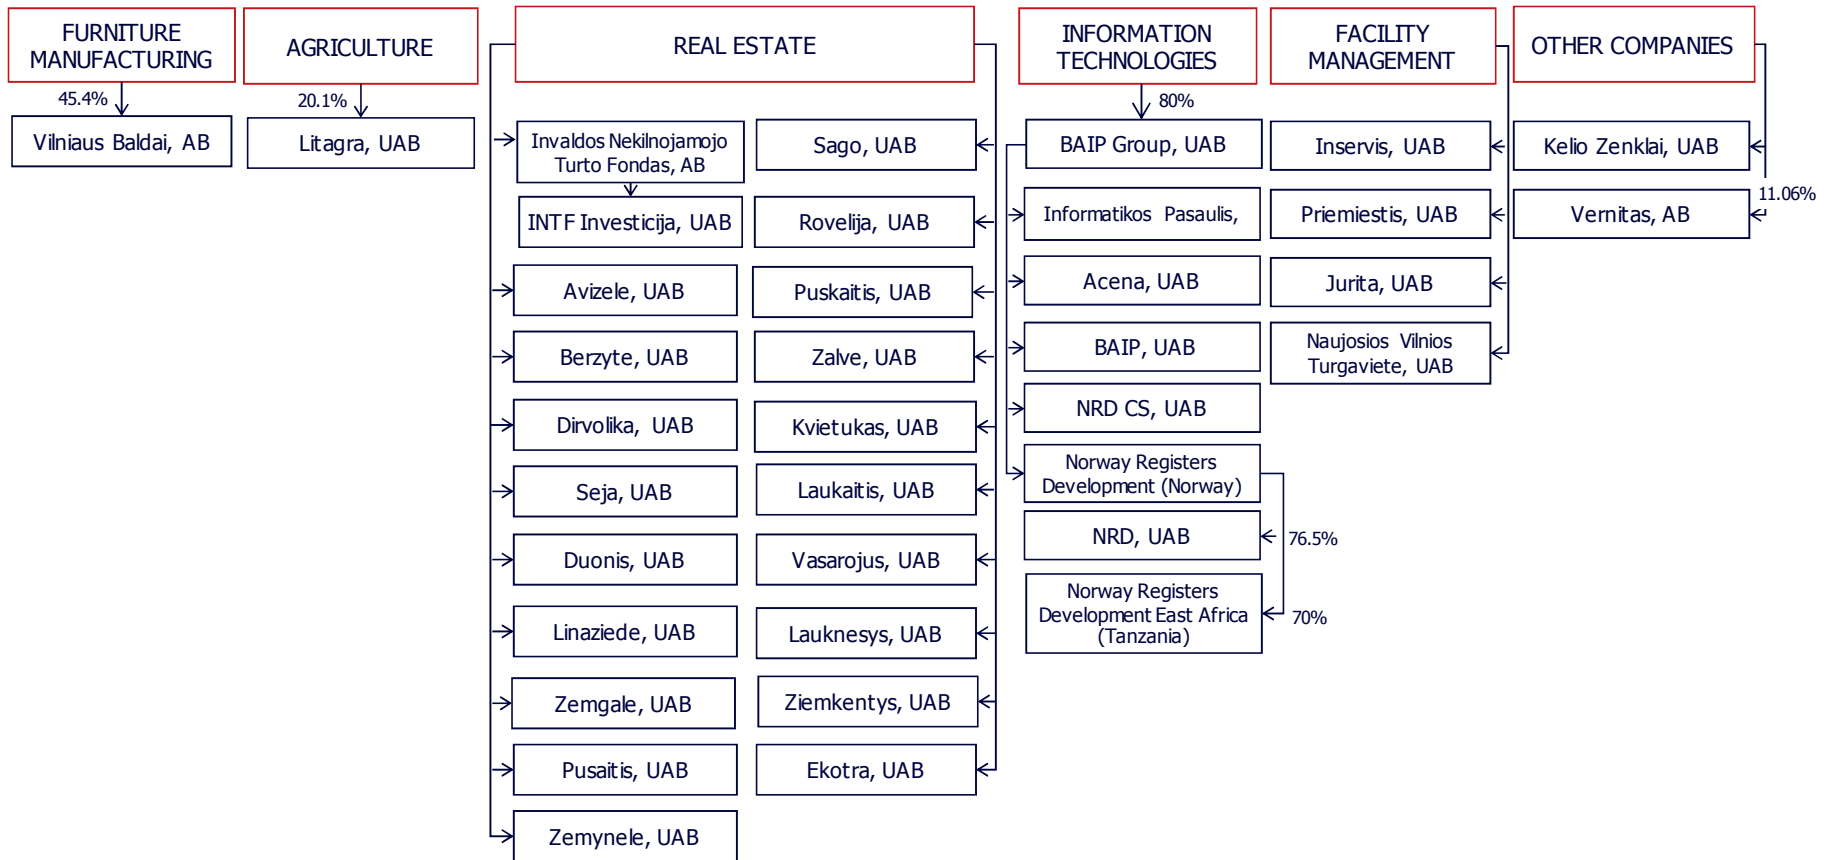 FURNITURE
MANUFACTURING
45.4%
Vilniaus Baldai, AB
AGRICULTURE
20.1%
Litagra, UAB
REAL ESTATE
Invaldos Nekilnojamojo
Turto Fondas, AB
INTF Investicija, UAB
Avizele, UAB
Berzyte, UAB
Dirvolika, UAB
Seja, UAB
Duonis, UAB
Linaziede, UAB
Zemgale, UAB
Pusaitis, UAB
Zemynele, UAB
Sago, UAB
Rovelija, UAB
Puskaitis, UAB
Zalve, UAB
Kvietukas, UAB
Laukaitis, UAB
Vasarojus, UAB
Lauknesys, UAB
Ziemkentys, UAB
Ekotra, UAB
INFORMATION
TECHNOLOGIES
80%
BAIP Group, UAB
Informatikos Pasaulis,
Acena, UAB
BAIP, UAB
NRD CS, UAB
Norway Registers
Development (Norway)
NRD, UAB
76.5%
Norway Registers
Development East Africa
(Tanzania)
70%
FACILITY
MANAGEMENT
Inservis, UAB
Priemiestis, UAB
Jurita, UAB
Naujosios Vilnios
Turgaviete, UAB
OTHER COMPANIES
Kelio Zenklai, UAB
11.06%
Vernitas, AB